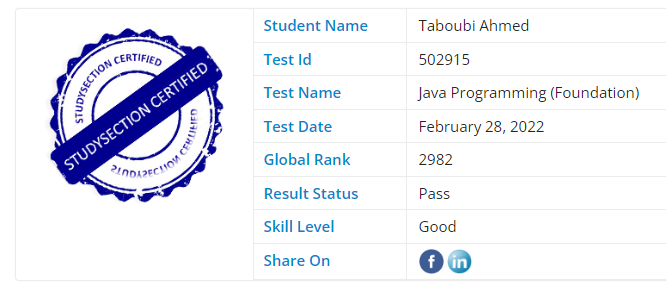 STUDYSECTION CERTIFIED
STUDYSECTION CERTIFIED
STUDYSECTION CERTIFIED
Student Name Taboubi Ahmed
Test Id 502915
Test Name Java Programming (Foundation)
Test Date February 28, 2022
Global Rank 2982
Result Status Pass
Skill Level Good
Share On f in